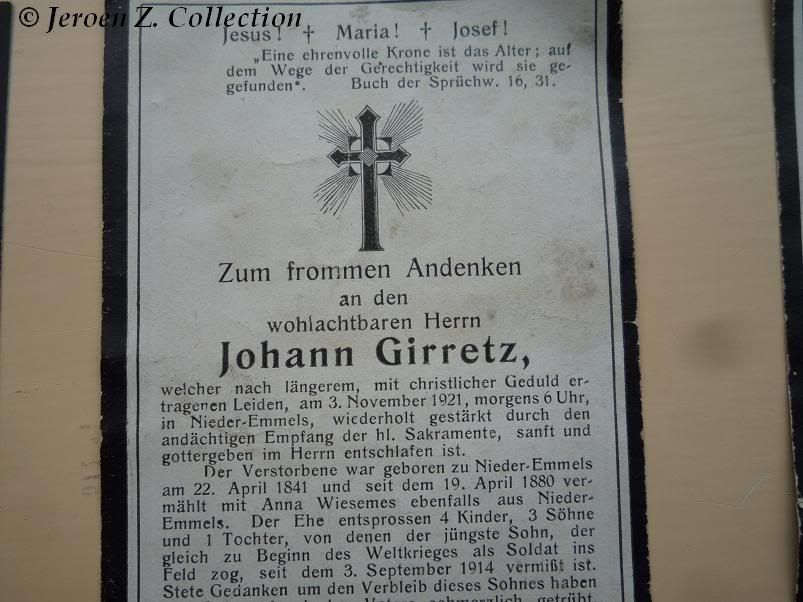 © Jeroen Z. Collection
Jesus! † Maria! † Josef!
„Eine ehrenvolle Krone ist das Alter; auf
dem Wege der Gerechtigkeit wird sie ge-
gefunden". Buch der Sprüchw. 16, 31.
Zum frommen Andenken
an den
wohlachtbaren Herrn
Johann Girretz,
welcher nach längerem, mit christlicher Geduld er-
tragenen Leiden, am 3. November 1921, morgens 6 Uhr,
in Nieder-Emmels, wiederholt gestärkt durch den
andächtigen Empfang der hl. Sakramente, sanft und
gottergeben im Herrn entschlafen ist.
Der Verstorbene war geboren zu Nieder-Emmels
am 22. April 1841 und seit dem 19. April 1880 ver-
mählt mit Anna Wiesemes ebenfalls aus Nieder-
Emmels. Der Ehe entsprossen 4 Kinder, 3 Söhne
und 1 Tochter, von denen der jüngste Sohn, der
gleich zu Beginn des Weltkrieges als Soldat ins
Feld zog, seit dem 3. September 1914 vermißt ist.
Stete Gedanken um den Verbleib dieses Sohnes haben
Vaters schmerzlich getrübt